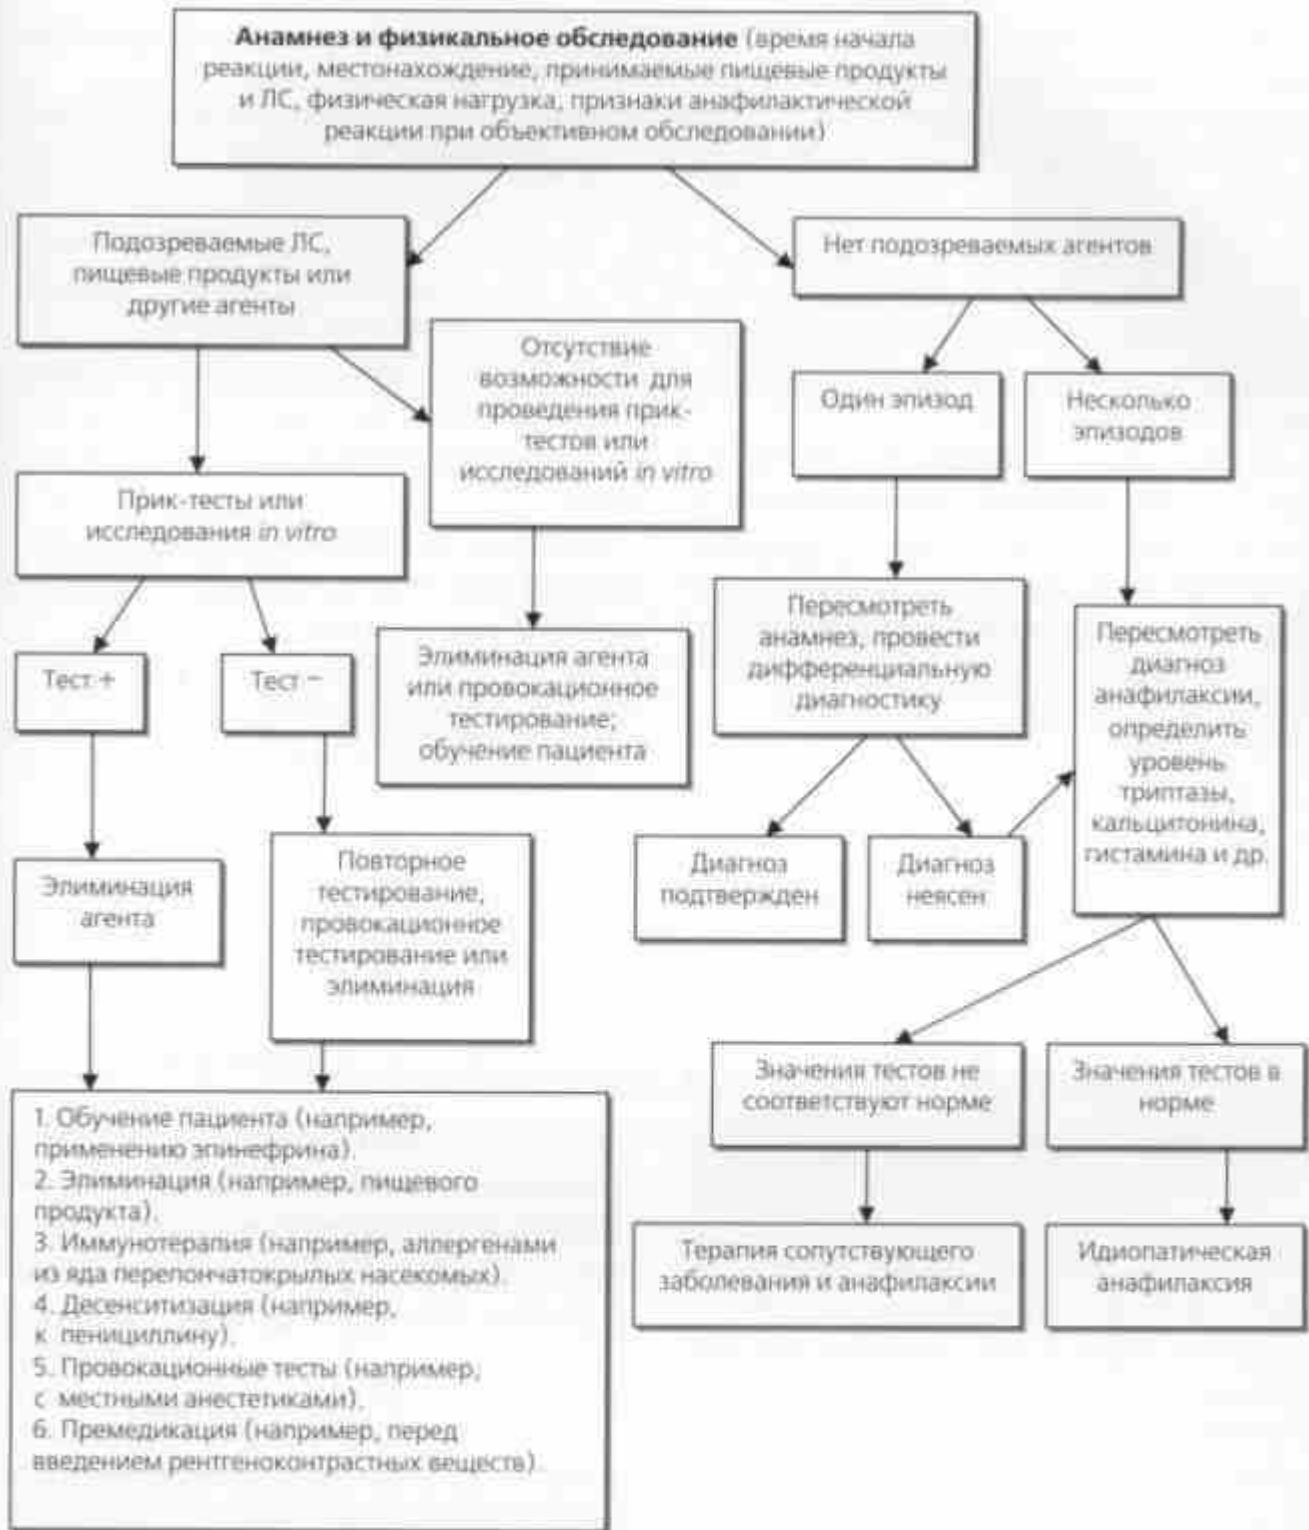 Анамнез и физикальное обследование (время начала
реакции, местонахождение, принимаемые пищевые продукты
и ЛС, физическая нагрузка, признаки анафилактической
реакции при объективном обследовании)
Подозреваемые ЛС,
пищевые продукты или
другие агенты
Нет подозреваемых агентов
Отсутствие
возможности для
проведения прик-
тестов или
исследований in vitro
Один эпизод
Несколько
эпизодов
Прик-тесты или
исследования in vitro
Пересмотреть
анамнез, провести
дифференциальную
диагностику
Пересмотреть
диагноз
анафилаксии,
определить
уровень
триптазы,
кальцитонина,
гистамина и др.
Тест +
Тест –
Элиминация агента
или провокационное
тестирование;
обучение пациента
Элиминация
агента
Повторное
тестирование,
провокационное
тестирование или
элиминация
Диагноз
подтвержден
Диагноз
неясен
Значения тестов не
соответствуют норме
Значения тестов в
норме
1. Обучение пациента (например,
применению эпинефрина).
2. Элиминация (например, пищевого
продукта).
3. Иммунотерапия (например, аллергенами
из яда перепончатокрылых насекомых).
4. Десенситизация (например,
к пенициллину).
5. Провокационные тесты (например,
с местными анестетиками).
6. Премедикация (например, перед
введением рентгеноконтрастных веществ).
Терапия сопутствующего
заболевания и анафилаксии
Идиопатическая
анафилаксия